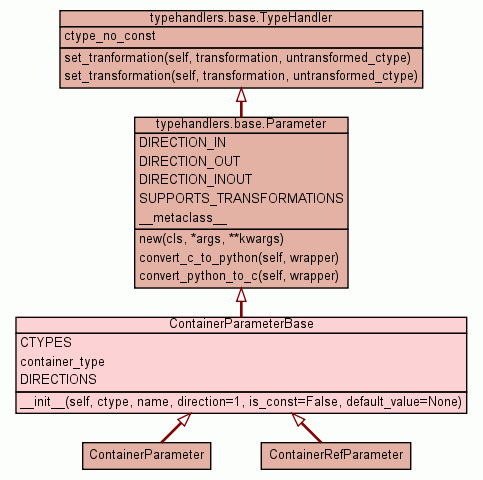 typehandlers.base.TypeHandler
ctype_no_const
set_tranformation(self, transformation, untransformed_ctype)
set_transformation(self, transformation, untransformed_ctype)
typehandlers.base.Parameter
DIRECTION_IN
DIRECTION_OUT
DIRECTION_INOUT
SUPPORTS_TRANSFORMATIONS
__metaclass__
new(cls, *args, **kwargs)
convert_c_to_python(self, wrapper)
convert_python_to_c(self, wrapper)
ContainerParameterBase
CTYPES
container_type
DIRECTIONS
__init__(self, ctype, name, direction=1, is_const=False, default_value=None)
ContainerParameter
ContainerRefParameter